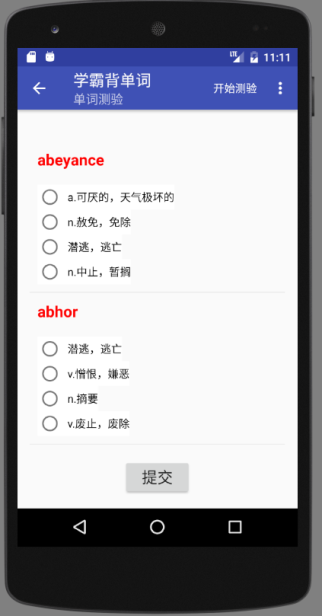 11:11
学霸背单词
单词测验
开始测验
abeyance
a.可厌的，天气极坏的
n.赦免，免除
潜逃，逃亡
n.中止，暂搁
abhor
潜逃，逃亡
v.憎恨，嫌恶
n.摘要
v.废止，废除
提交